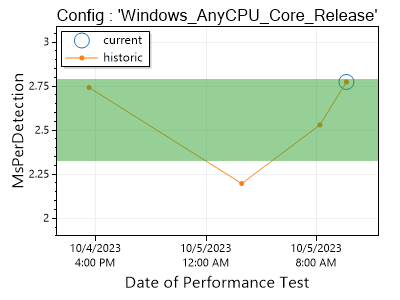 Config : 'Windows_AnyCPU_Core_Release'
current
historic
3
2.75
2.5
2.25
2
MsPerDetection
10/4/2023
4:00 PM
10/5/2023
12:00 AM
10/5/2023
8:00 AM
Date of Performance Test